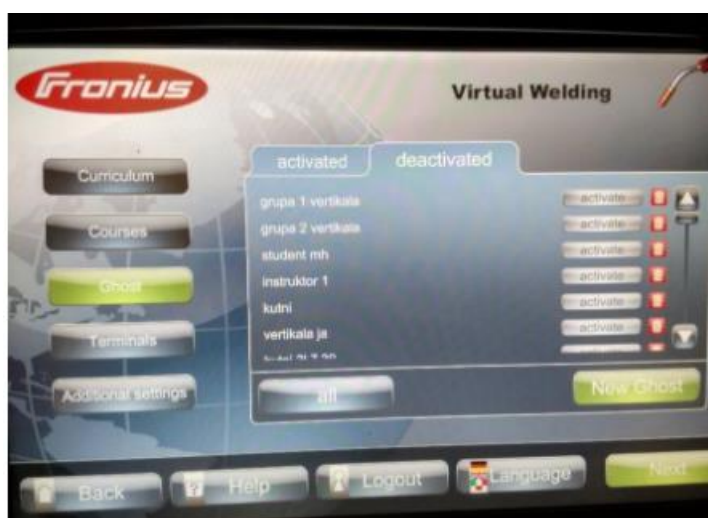 Fronius
Virtual Welding
activated deactivated
Curriculum
Courses
Ghost
Terminals
Additional settings
grupa 1 vertikala activate
grupa 2 vertikala activate
student mh activate
instruktor 1 activate
kutni activate
vertikala ja activate
all New Ghost
Back Help Logout Language Next